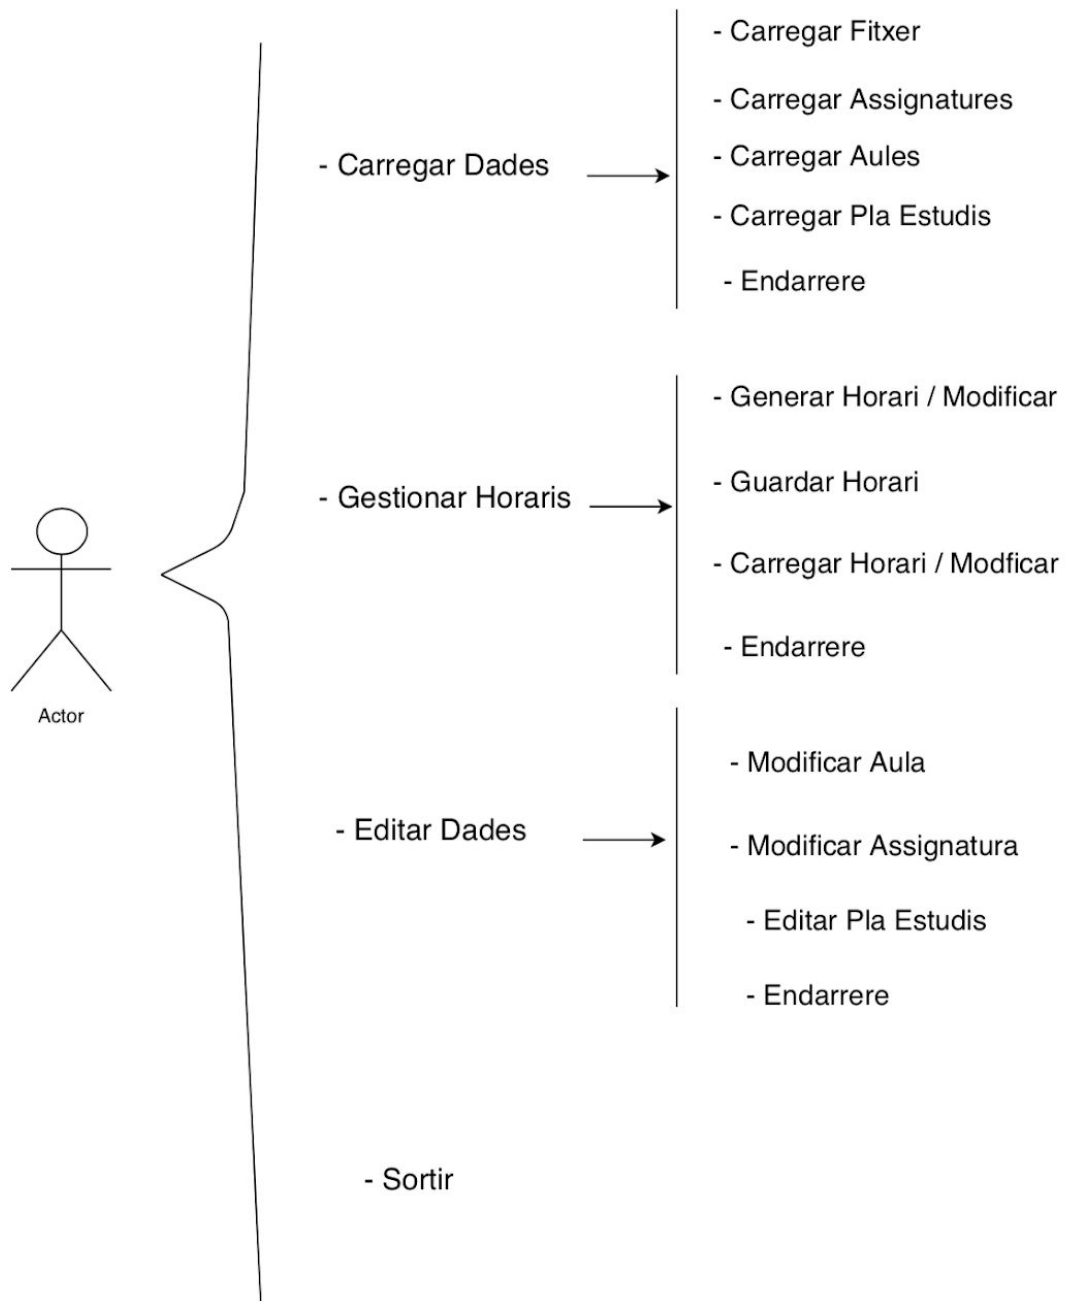 - Carregar Fitxer
- Carregar Assignatures
- Carregar Dades
- Carregar Aules
- Carregar Pla Estudis
- Endarrere
- Generar Horari / Modificar
- Gestionar Horaris
- Guardar Horari
- Carregar Horari / Modficar
- Endarrere
Actor
- Modificar Aula
- Editar Dades
- Modificar Assignatura
- Editar Pla Estudis
- Endarrere
- Sortir